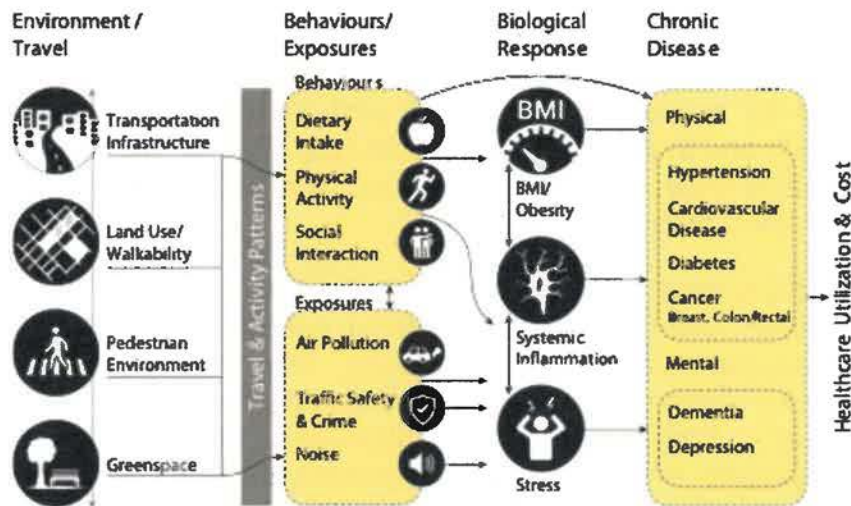 Environment /
Travel
Transportation
Infrastructure
Land Use/
Walkability
Pedestrian
Environment
Greenspace
Travel & Activity Patterns
Behaviours/
Exposures
Behaviours
Dietary
Intake
Physical
Activity
Social
Interaction
Exposures
Air Pollution
Traffic Safety
& Crime
Noise
Biological
Response
BMI
BMI/
Obesity
Systemic
Inflammation
Stress
Chronic
Disease
Physical
Hypertension
Cardiovascular
Disease
Diabetes
Cancer
Breast, Colon/Rectal
Mental
Dementia
Depression
Healthcare Utilization & Cost